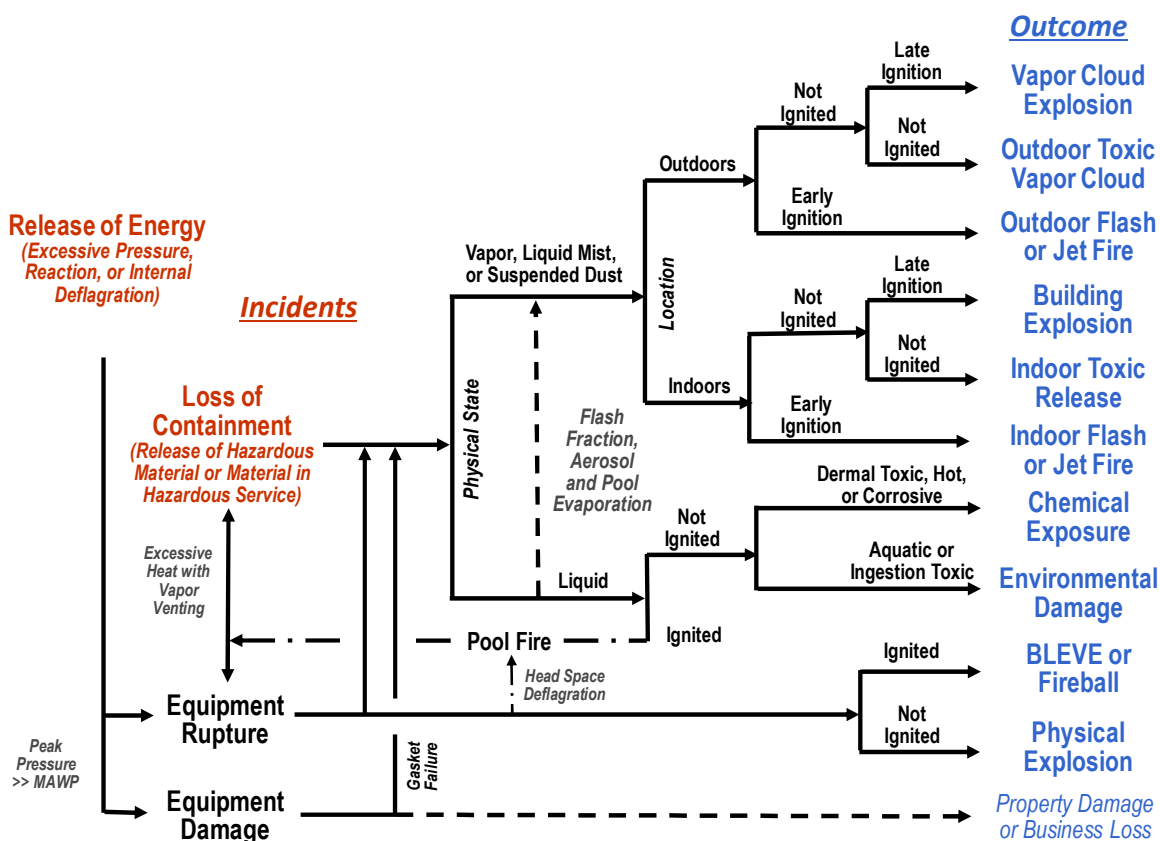 Outcome
Late
Ignition
Vapor Cloud
Explosion
Not
Ignited
Not
Ignited
Outdoors
Outdoor Toxic
Vapor Cloud
Early
Ignition
Outdoor Flash
or Jet Fire
Release of Energy
(Excessive Pressure,
Reaction, or Internal
Deflagration)
Vapor, Liquid Mist,
or Suspended Dust
Location
Incidents
Late
Ignition
Building
Explosion
Not
Ignited
Not
Ignited
Indoors
Indoor Toxic
Release
Early
Ignition
Indoor Flash
or Jet Fire
Loss of
Containment
(Release of Hazardous
Material or Material in
Hazardous Service)
Physical State
Flash
Fraction,
Aerosol
and Pool
Evaporation
Dermal Toxic, Hot,
or Corrosive
Chemical
Exposure
Not
Ignited
Aquatic or
Ingestion Toxic
Environmental
Damage
Excessive
Heat with
Vapor
Venting
Liquid
Pool Fire
Ignited
Ignited
BLEVE or
Fireball
Head Space
Deflagration
Equipment
Rupture
Not
Ignited
Physical
Explosion
Peak
Pressure
>> MAWP
Gasket
Failure
Equipment
Damage
Property Damage
or Business Loss